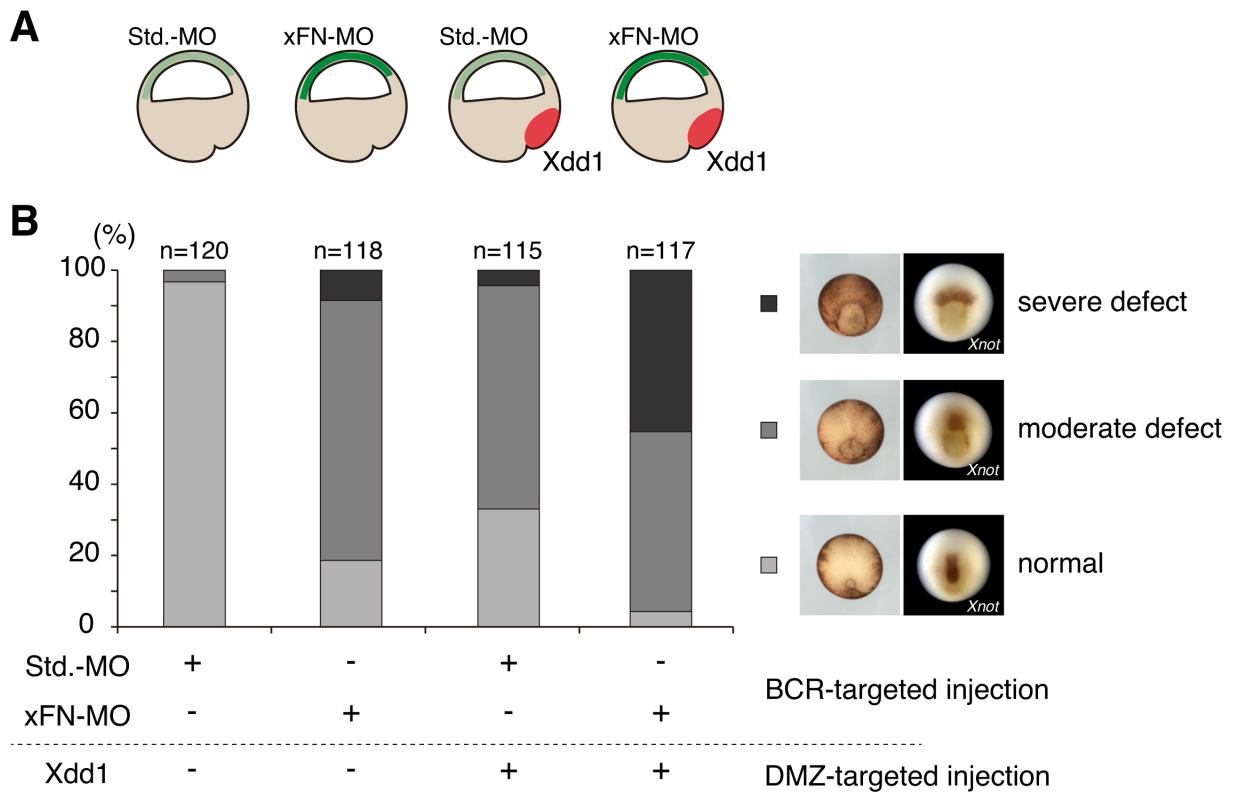 A
Std.-MO xFN-MO Std.-MO xFN-MO
Xdd1 Xdd1
B
(%)
n=120 n=118 n=115 n=117
100
80
60
40
20
0
severe defect
Xnot
moderate defect
Xnot
normal
Xnot
Std.-MO + - + -
xFN-MO - + - +
BCR-targeted injection
Xdd1 - - + +
DMZ-targeted injection